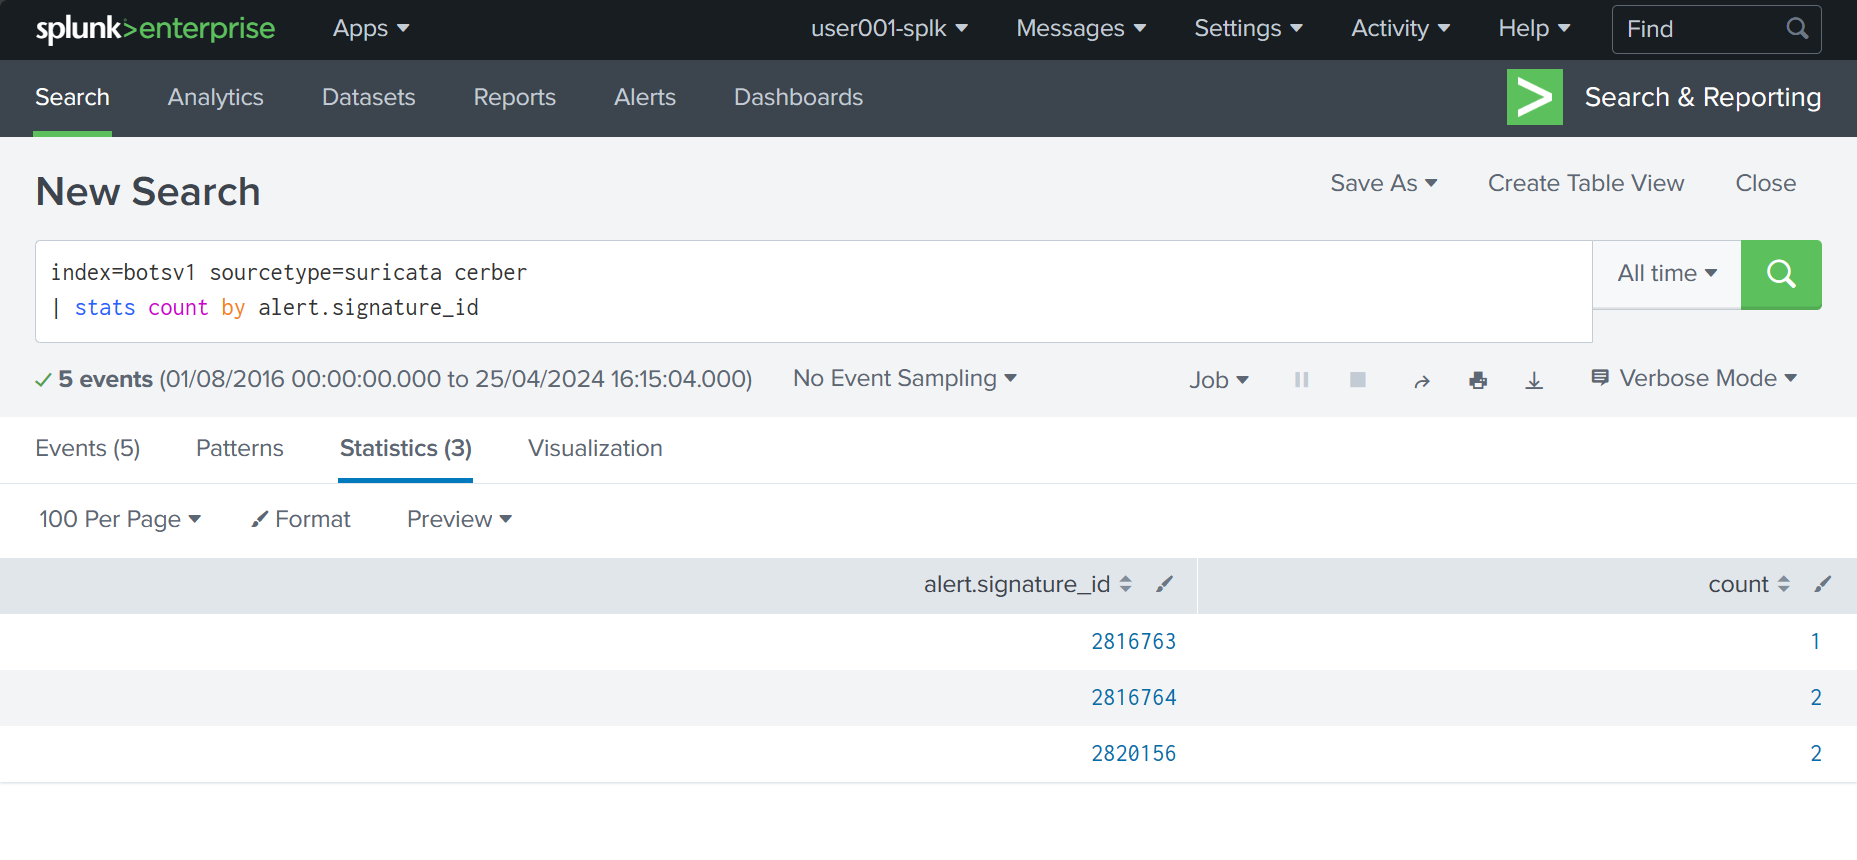 splunk>enterprise Apps user001-splk Messages Settings Activity Help Find
Search Analytics Datasets Reports Alerts Dashboards Search & Reporting
New Search Save As Create Table View Close
index=botsv1 sourcetype=suricata cerber
| stats count by alert.signature_id
All time
5 events (01/08/2016 00:00:00.000 to 25/04/2024 16:15:04.000) No Event Sampling Job Verbose Mode
Events (5) Patterns Statistics (3) Visualization
100 Per Page Format Preview
alert.signature_id count
2816763 1
2816764 2
2820156 2